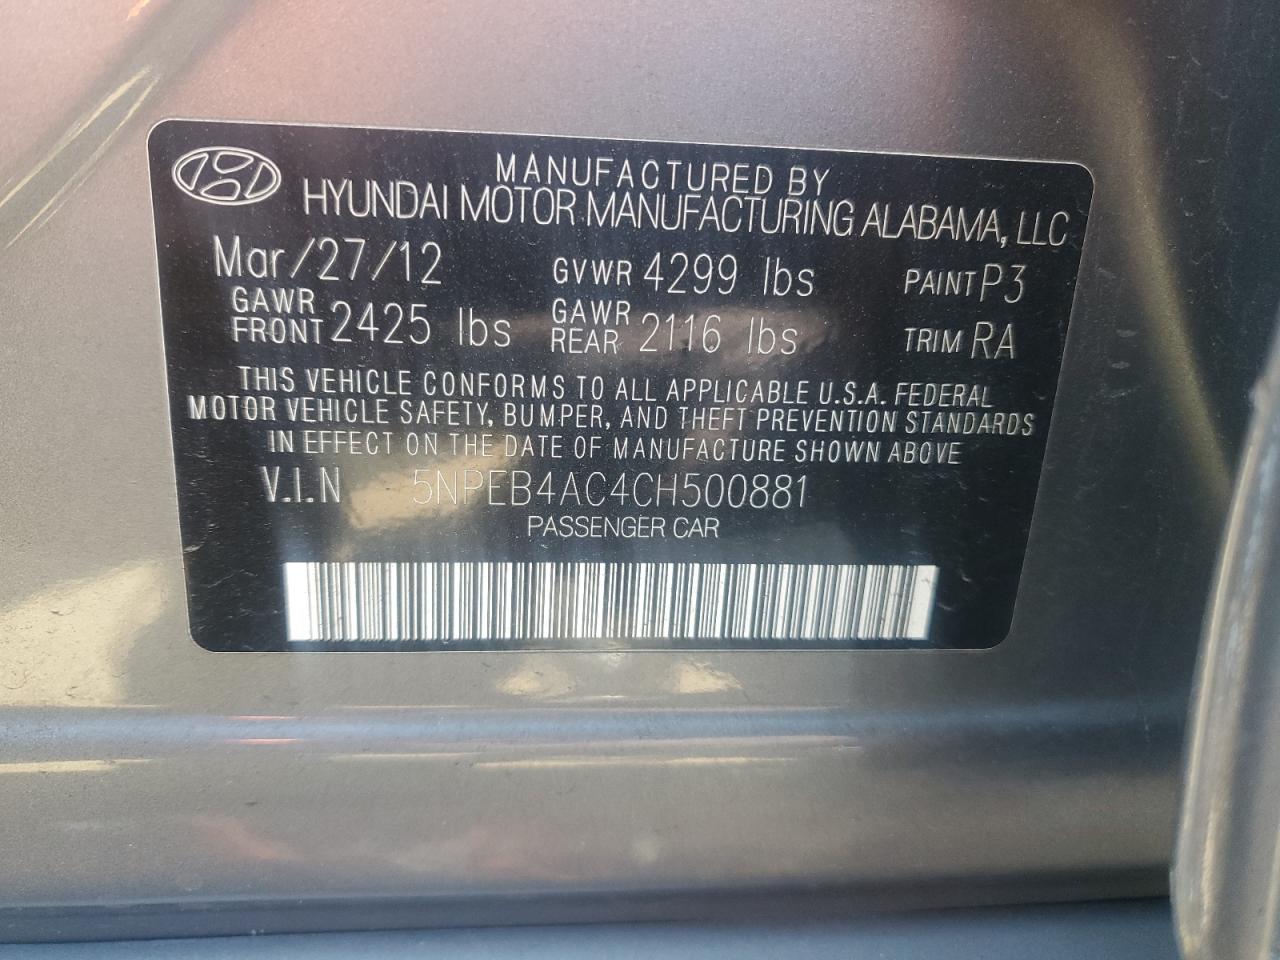 MANUFACTURED BY
HYUNDAI MOTOR MANUFACTURING ALABAMA, LLC
Mar/27/12 GVWR 4299 lbs PAINT P3
GAWR FRONT 2425 lbs GAWR REAR 2116 lbs TRIM RA
THIS VEHICLE CONFORMS TO ALL APPLICABLE U.S.A. FEDERAL
MOTOR VEHICLE SAFETY, BUMPER, AND THEFT PREVENTION STANDARDS
IN EFFECT ON THE DATE OF MANUFACTURE SHOWN ABOVE
V.I.N 5NPEB4AC4CH500881
PASSENGER CAR